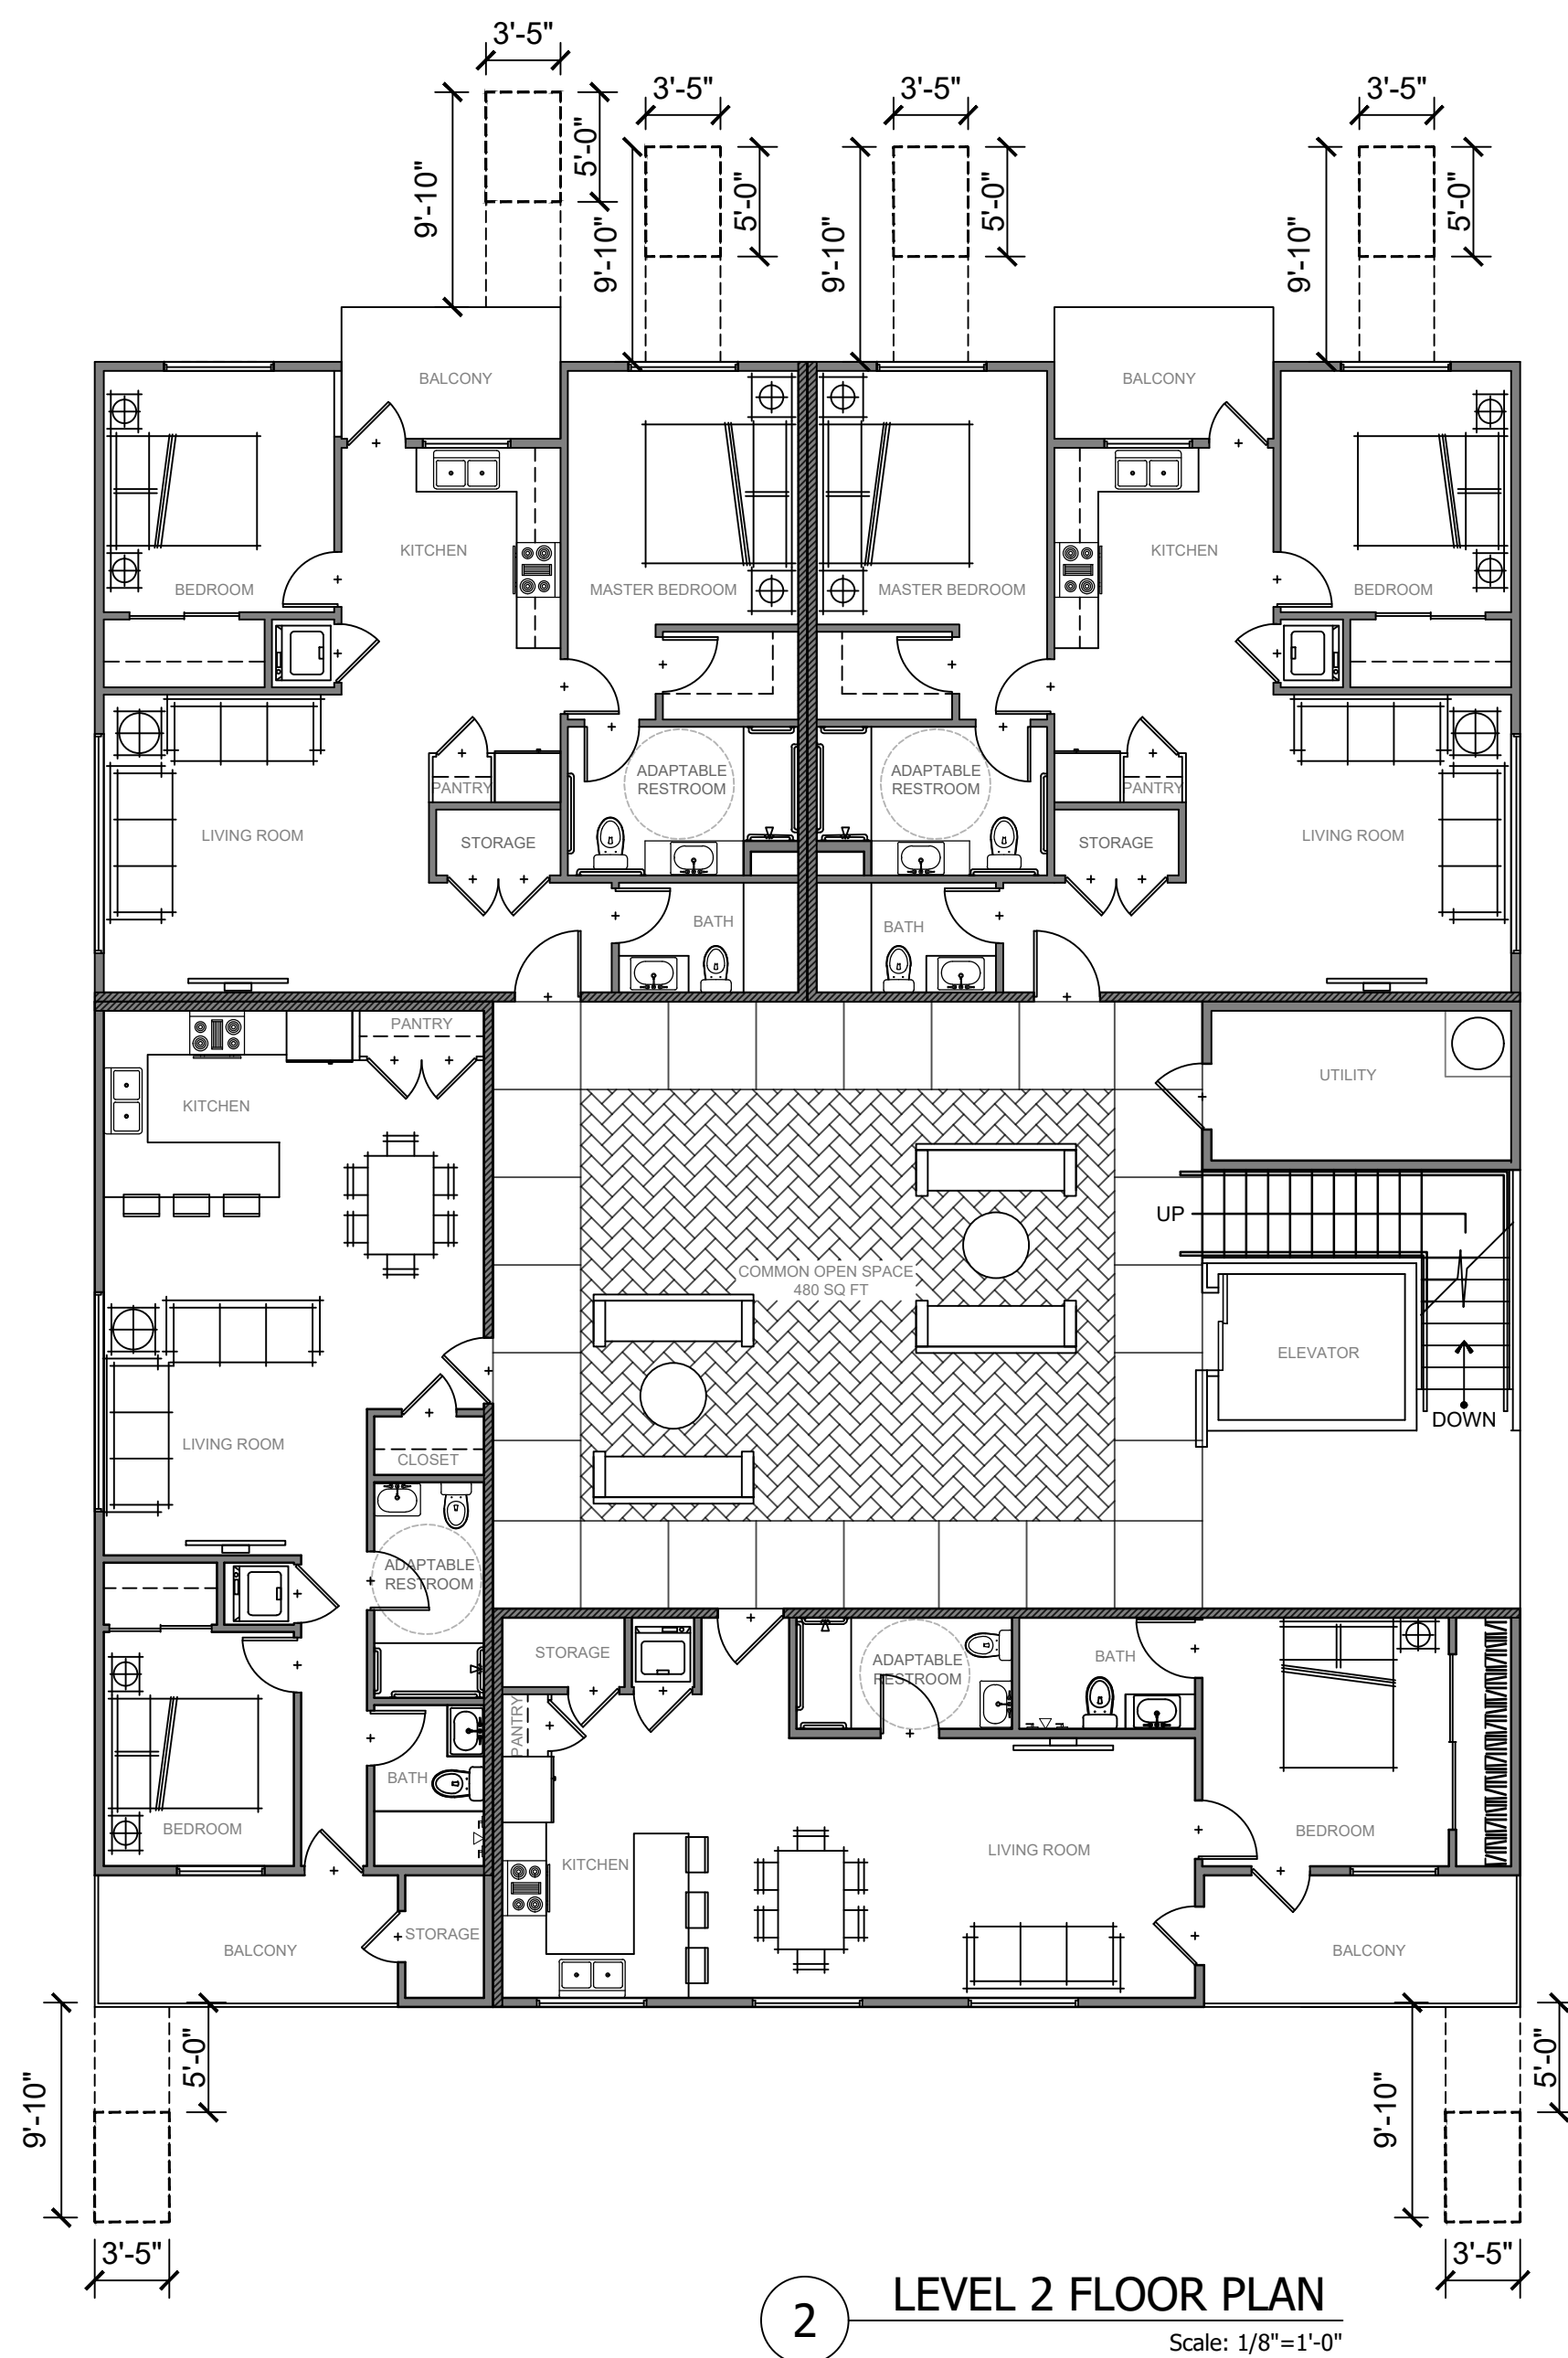 3'-5"
3'-5"
3'-5"
3'-5"
9'-10"
5'-0"
9'-10"
5'-0"
9'-10"
5'-0"
9'-10"
5'-0"
BALCONY
BALCONY
KITCHEN
KITCHEN
BEDROOM
MASTER BEDROOM
MASTER BEDROOM
BEDROOM
ADAPTABLE
RESTROOM
ADAPTABLE
RESTROOM
PANTRY
PANTRY
LIVING ROOM
STORAGE
STORAGE
LIVING ROOM
BATH
BATH
PANTRY
KITCHEN
UTILITY
UP
COMMON OPEN SPACE
480 SQ FT
ELEVATOR
DOWN
LIVING ROOM
CLOSET
ADAPTABLE
RESTROOM
STORAGE
ADAPTABLE
RESTROOM
BATH
PANTRY
BATH
BEDROOM
KITCHEN
LIVING ROOM
BEDROOM
STORAGE
BALCONY
BALCONY
9'-10"
5'-0"
9'-10"
5'-0"
3'-5"
3'-5"
2
LEVEL 2 FLOOR PLAN
Scale: 1/8"=1'-0"